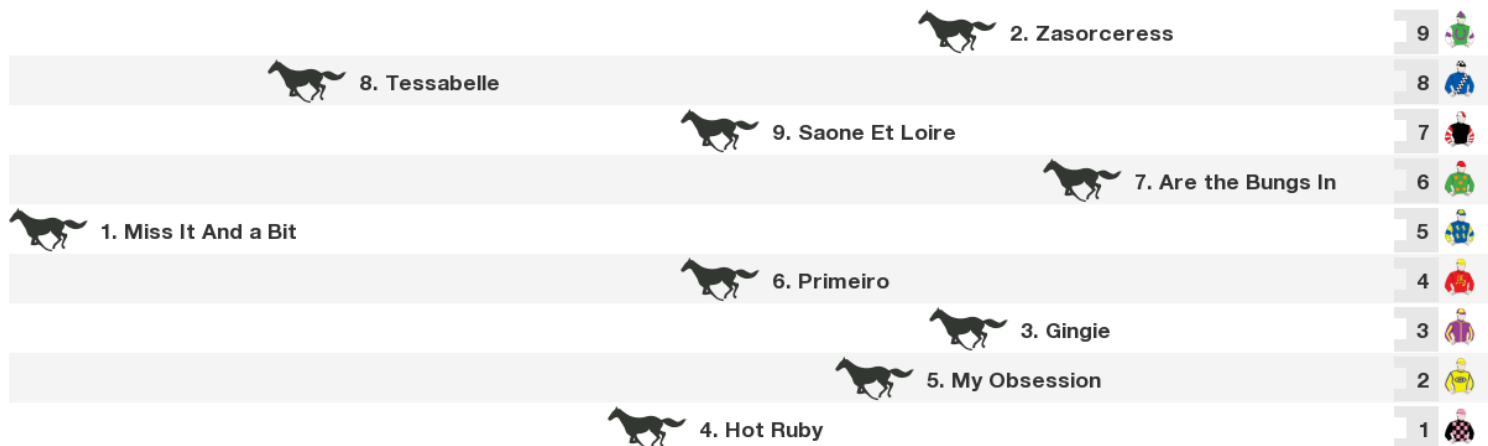 2. Zasorceress 9
8. Tessabelle 8
9. Saone Et Loire 7
7. Are the Bungs In 6
1. Miss It And a Bit 5
6. Primeiro 4
3. Gingie 3
5. My Obsession 2
4. Hot Ruby 1